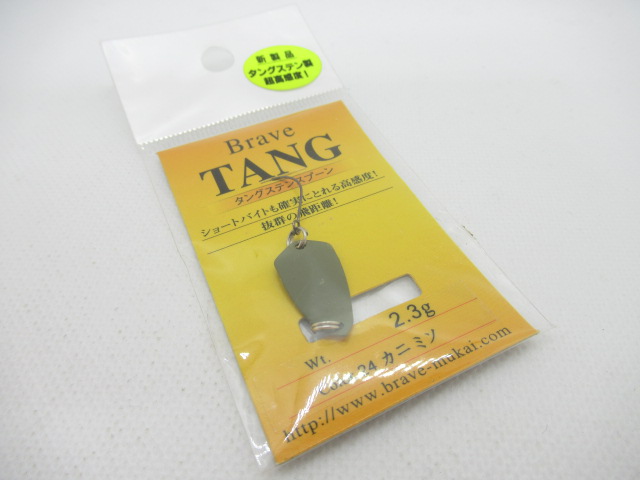 新製品
タングステン製
超高感度！
Brave
TANG
タングステンスプーン
ショートバイトも確実にとれる高感度！
抜群の飛距離！
Wt. 2.3g
24 カニミソ
http://www.brave-mukai.com